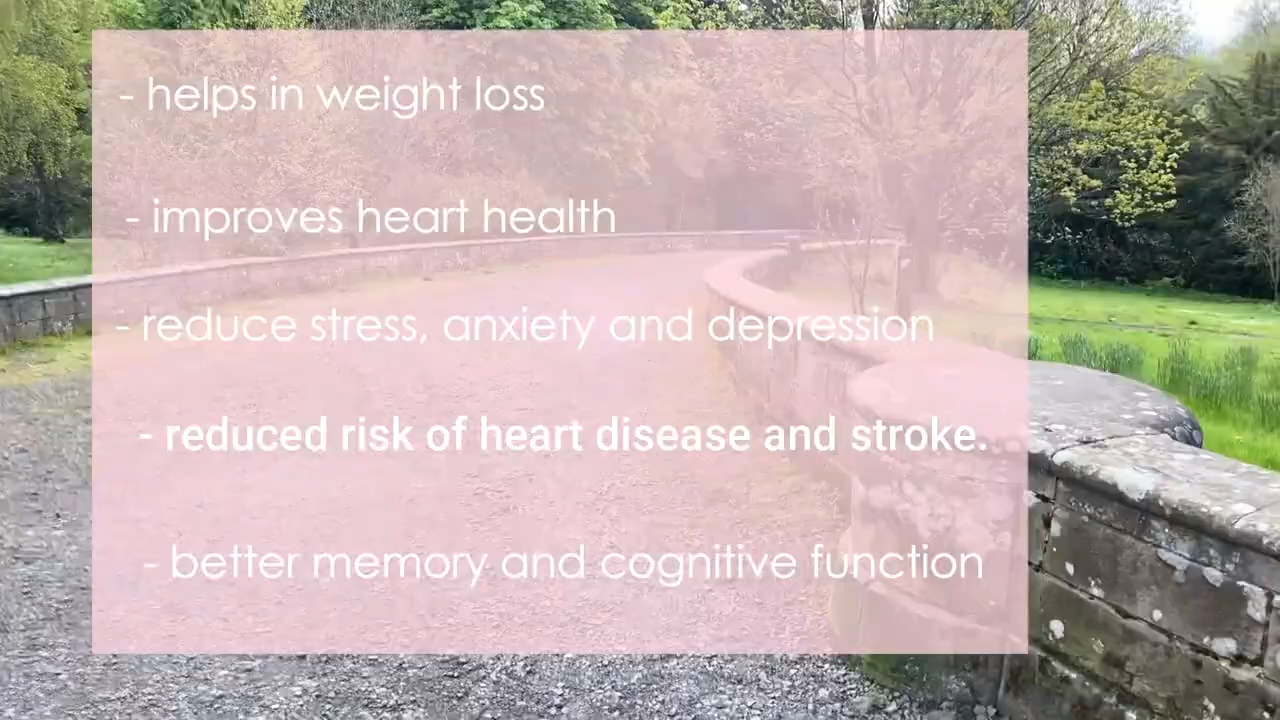 - helps in weight loss
- improves heart health
- reduce stress, anxiety and depression
- reduced risk of heart disease and stroke.
- better memory and cognitive function